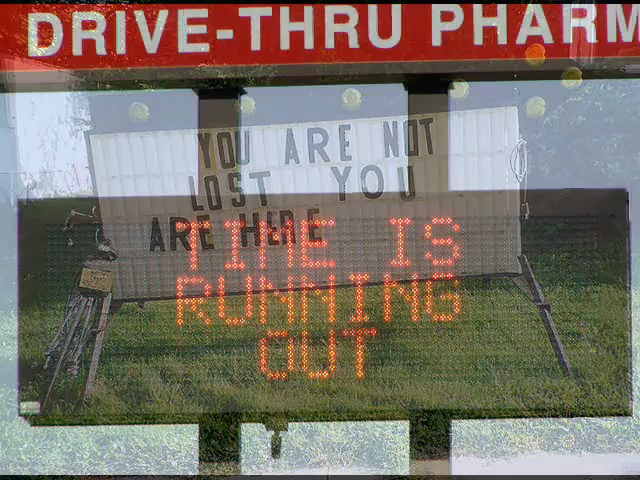 DRIVE-THRU PHARM
YOU ARE NOT
LOST YOU
ARE HERE
TIME IS
RUNNING
OUT